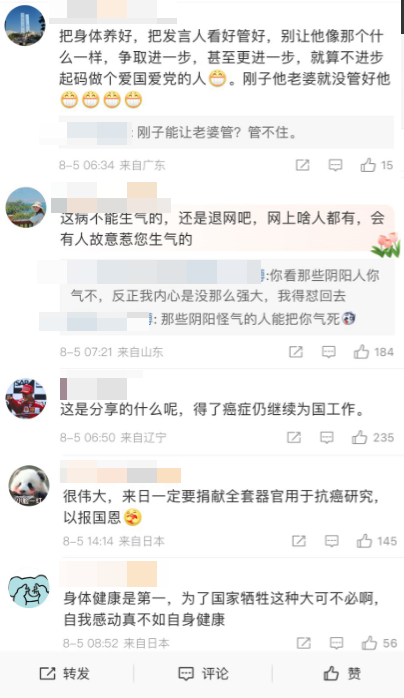 把身体养好，把发言人看好管好，别让他像那个什
么一样，争取进一步，甚至更进一步，就算不进步
起码做个爱国爱党的人😷。刚子他老婆就没管好他
😷😷😷😷
: 刚子能让老婆管？管不住。
8-5 06:34 来自广东
15
这病不能生气的，还是退网吧，网上啥人都有，会
有人故意惹您生气的
:你看那些阴阳人你
气不，反正我内心是没那么强大，我得怼回去
: 那些阴阳怪气的人能把你气死
8-5 07:21 来自山东
184
这是分享的什么呢，得了癌症仍继续为国工作。
8-5 06:50 来自辽宁
235
很伟大，来日一定要捐献全套器官用于抗癌研究，
以报国恩
8-5 14:14 来自日本
145
身体健康是第一，为了国家牺牲这种大可不必啊，
自我感动真不如自身健康
8-5 08:52 来自日本
56
转发
评论
赞